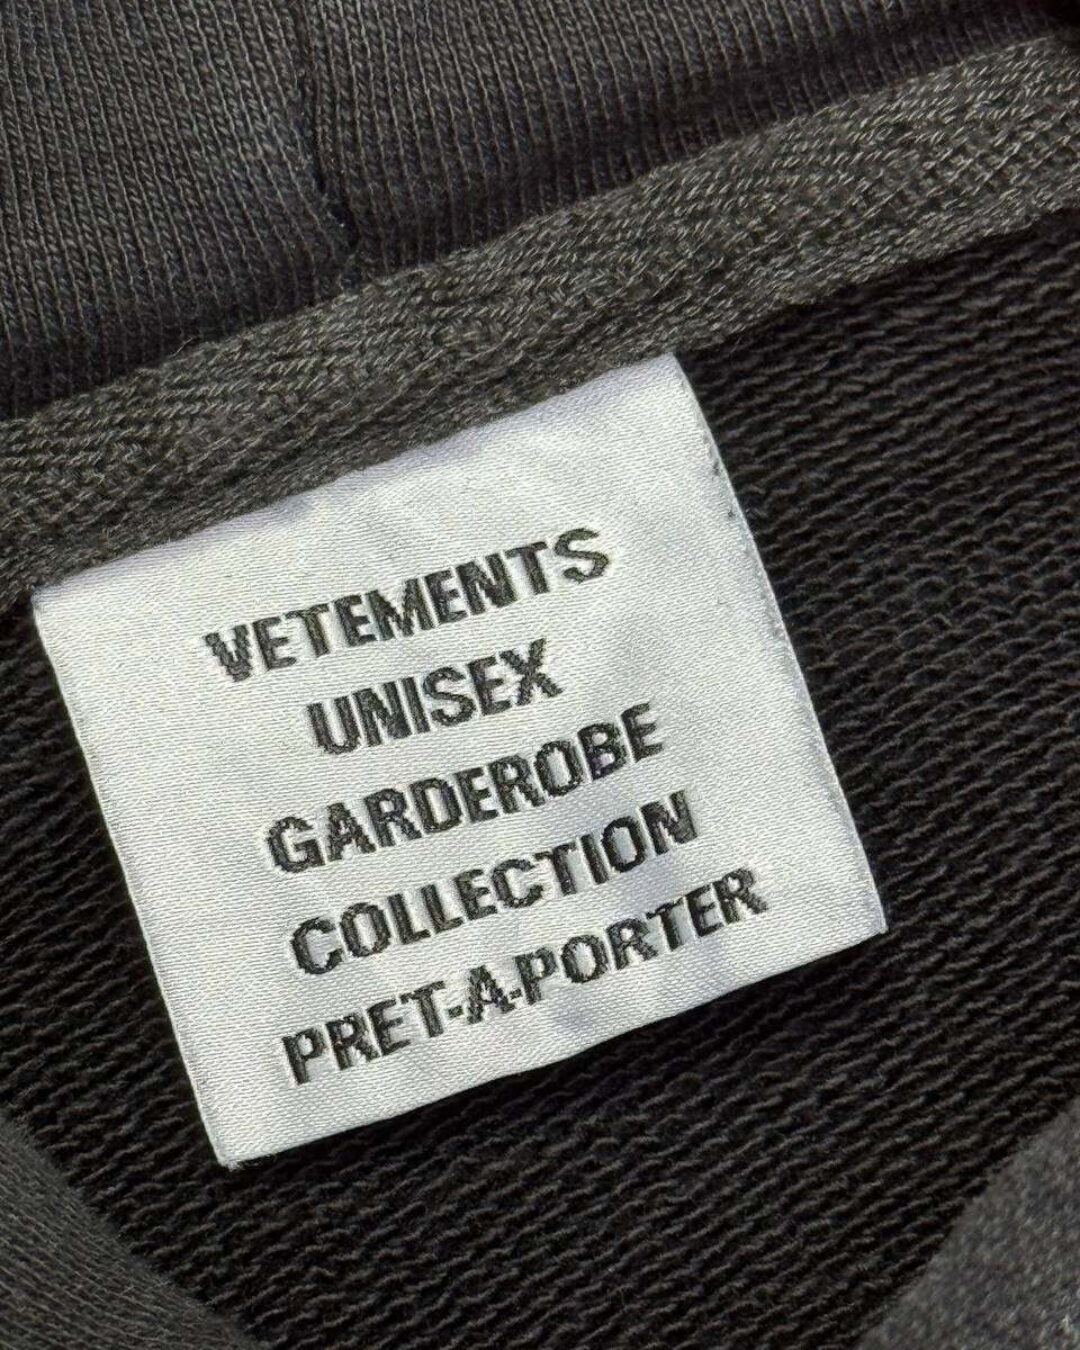 VETEMENTS
UNISEX
GARDEROBE
COLLECTION
PRET-A-PORTER